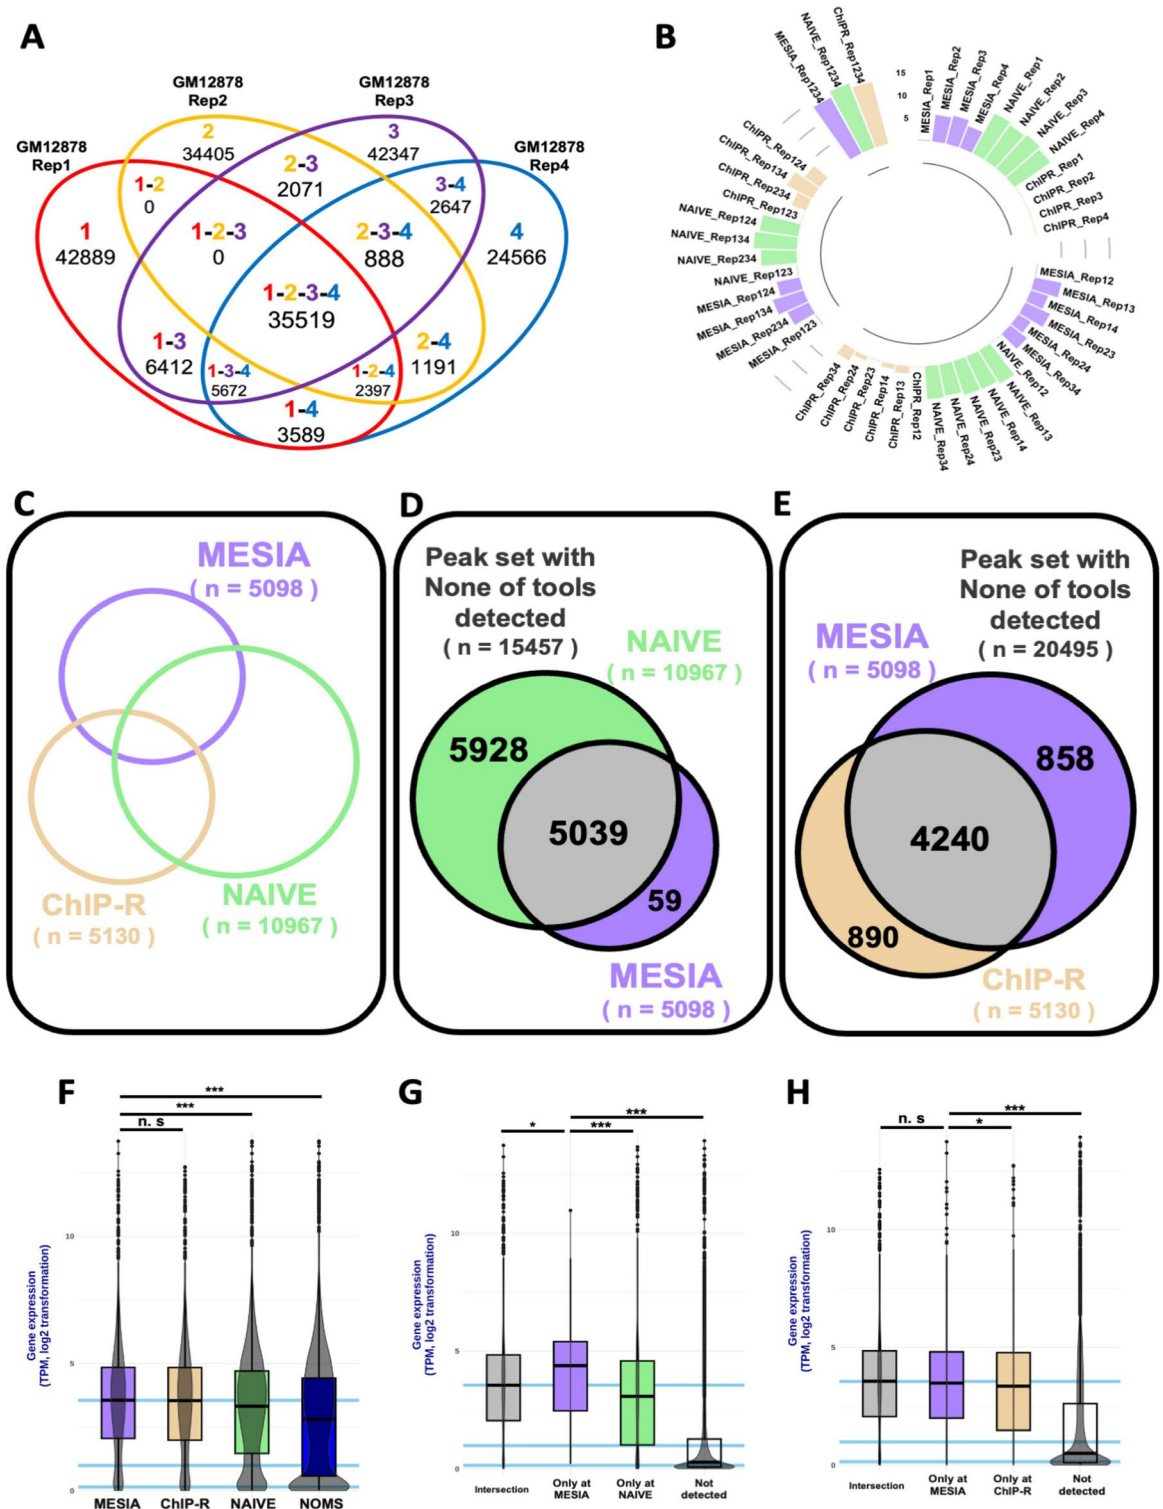 A
GM12878
Rep1
GM12878
Rep2
GM12878
Rep3
GM12878
Rep4
2
34405
3
42347
1-2
0
2-3
2071
3-4
2647
1
42889
1-2-3
0
2-3-4
888
4
24566
1-2-3-4
35519
1-3
6412
1-3-4
5672
1-2-4
2397
2-4
1191
1-4
3589
B
MESIA_Rep1234
NAIVE_Rep1234
ChIPR_Rep1234
15
10
5
MESIA_Rep1
MESIA_Rep2
MESIA_Rep3
MESIA_Rep4
NAIVE_Rep1
NAIVE_Rep2
NAIVE_Rep3
NAIVE_Rep4
ChIPR_Rep1
ChIPR_Rep2
ChIPR_Rep3
ChIPR_Rep4
MESIA_Rep12
MESIA_Rep13
MESIA_Rep14
MESIA_Rep23
MESIA_Rep24
MESIA_Rep34
NAIVE_Rep12
NAIVE_Rep13
NAIVE_Rep14
NAIVE_Rep23
NAIVE_Rep24
NAIVE_Rep34
ChIPR_Rep12
ChIPR_Rep13
ChIPR_Rep14
ChIPR_Rep23
ChIPR_Rep24
ChIPR_Rep34
MESIA_Rep123
MESIA_Rep234
MESIA_Rep134
MESIA_Rep124
NAIVE_Rep123
NAIVE_Rep234
NAIVE_Rep134
NAIVE_Rep124
ChIPR_Rep123
ChIPR_Rep234
ChIPR_Rep134
ChIPR_Rep124
C
MESIA
( n = 5098 )
ChIP-R
( n = 5130 )
NAIVE
( n = 10967 )
D
Peak set with
None of tools
detected
( n = 15457 )
NAIVE
( n = 10967 )
5928
5039
59
MESIA
( n = 5098 )
E
Peak set with
None of tools
detected
( n = 20495 )
MESIA
( n = 5098 )
858
4240
890
ChIP-R
( n = 5130 )
F
***
***
n. s
Gene expression
(TPM, log2 transformation)
10
5
0
MESIA
ChIP-R
NAIVE
NOMS
G
***
*
***
Gene expression
(TPM, log2 transformation)
10
5
0
Intersection
Only at
MESIA
Only at
NAIVE
Not
detected
H
***
n. s
*
Gene expression
(TPM, log2 transformation)
10
5
0
Intersection
Only at
MESIA
Only at
ChIP-R
Not
detected